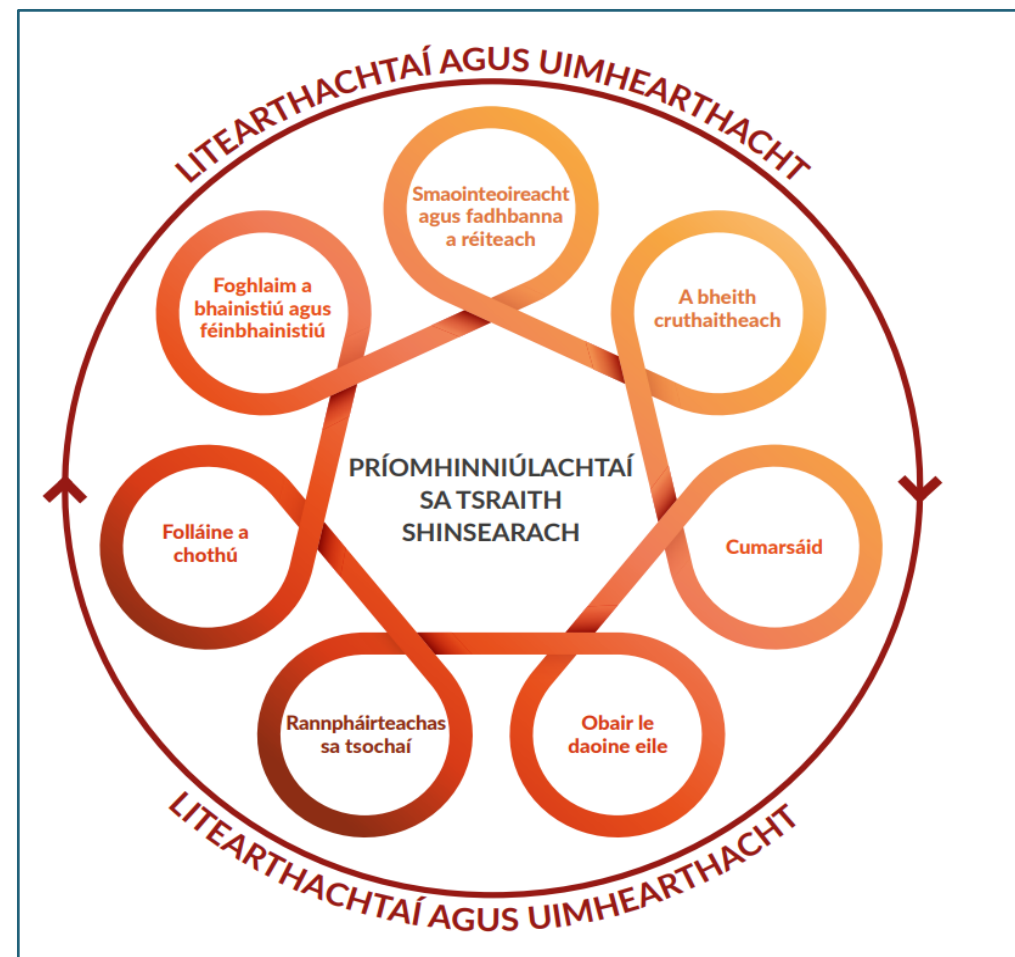 LITEARTHACHTAÍ AGUS UIMHEARTHACHT
Smaointeoireacht
agus fadhbanna
a réiteach
A bheith
cruthaitheach
Cumarsáid
Obair le
daoine eile
Rannpháirteachas
sa tsochaí
Folláine a
chothú
Foghlaim a
bhainistiú agus
féinbhainistiú
PRÍOMHINNIÚLACHTAÍ
SA TSRAITH
SHINSEARACH
LITEARTHACHTAÍ AGUS UIMHEARTHACHT